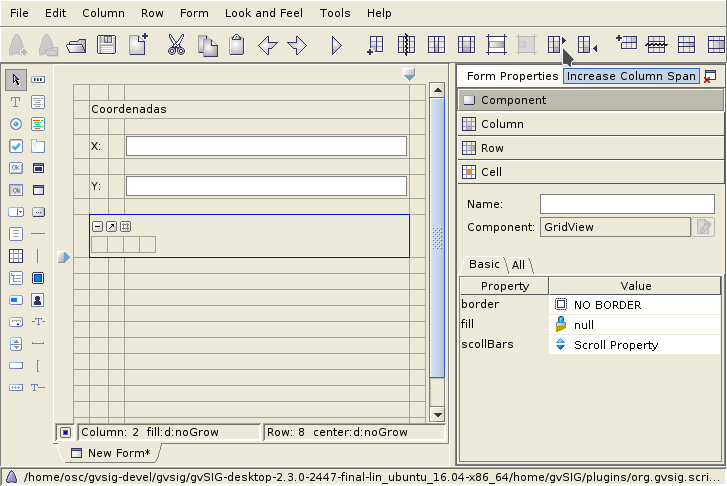 File Edit Column Row Form Look and Feel Tools Help
Form Properties Increase Column Span
Component
Column
Row
Cell
Coordenadas
X:
Y:
Name:
Component: GridView
Basic All
Property Value
border NO BORDER
fill null
scollBars Scroll Property
Column: 2 fill:d:noGrow Row: 8 center:d:noGrow
New Form*
/home/osc/gvsig-devel/gvsig/gvSIG-desktop-2.3.0-2447-final-lin_ubuntu_16.04-x86_64/home/gvSIG/plugins/org.gvsig.scri...